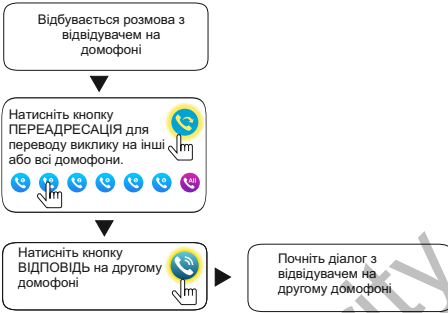 Відбувається розмова з
відвідувачем на
домофоні
Натисніть кнопку
ПЕРЕАДРЕСАЦІЯ для
переводу виклику на інші
або всі домофони.
All
Натисніть кнопку
ВІДПОВІДЬ на другому
домофоні
Почніть діалог з
відвідувачем на
другому домофоні